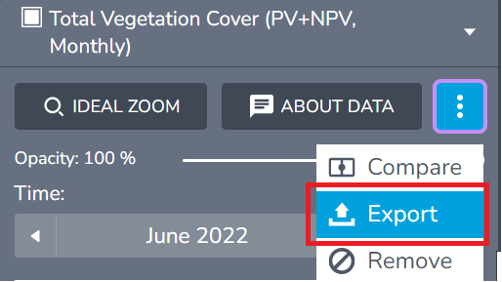 Total Vegetation Cover (PV+NPV,
Monthly)
IDEAL ZOOM
ABOUT DATA
Opacity: 100 %
Compare
Time:
Export
June 2022
Remove